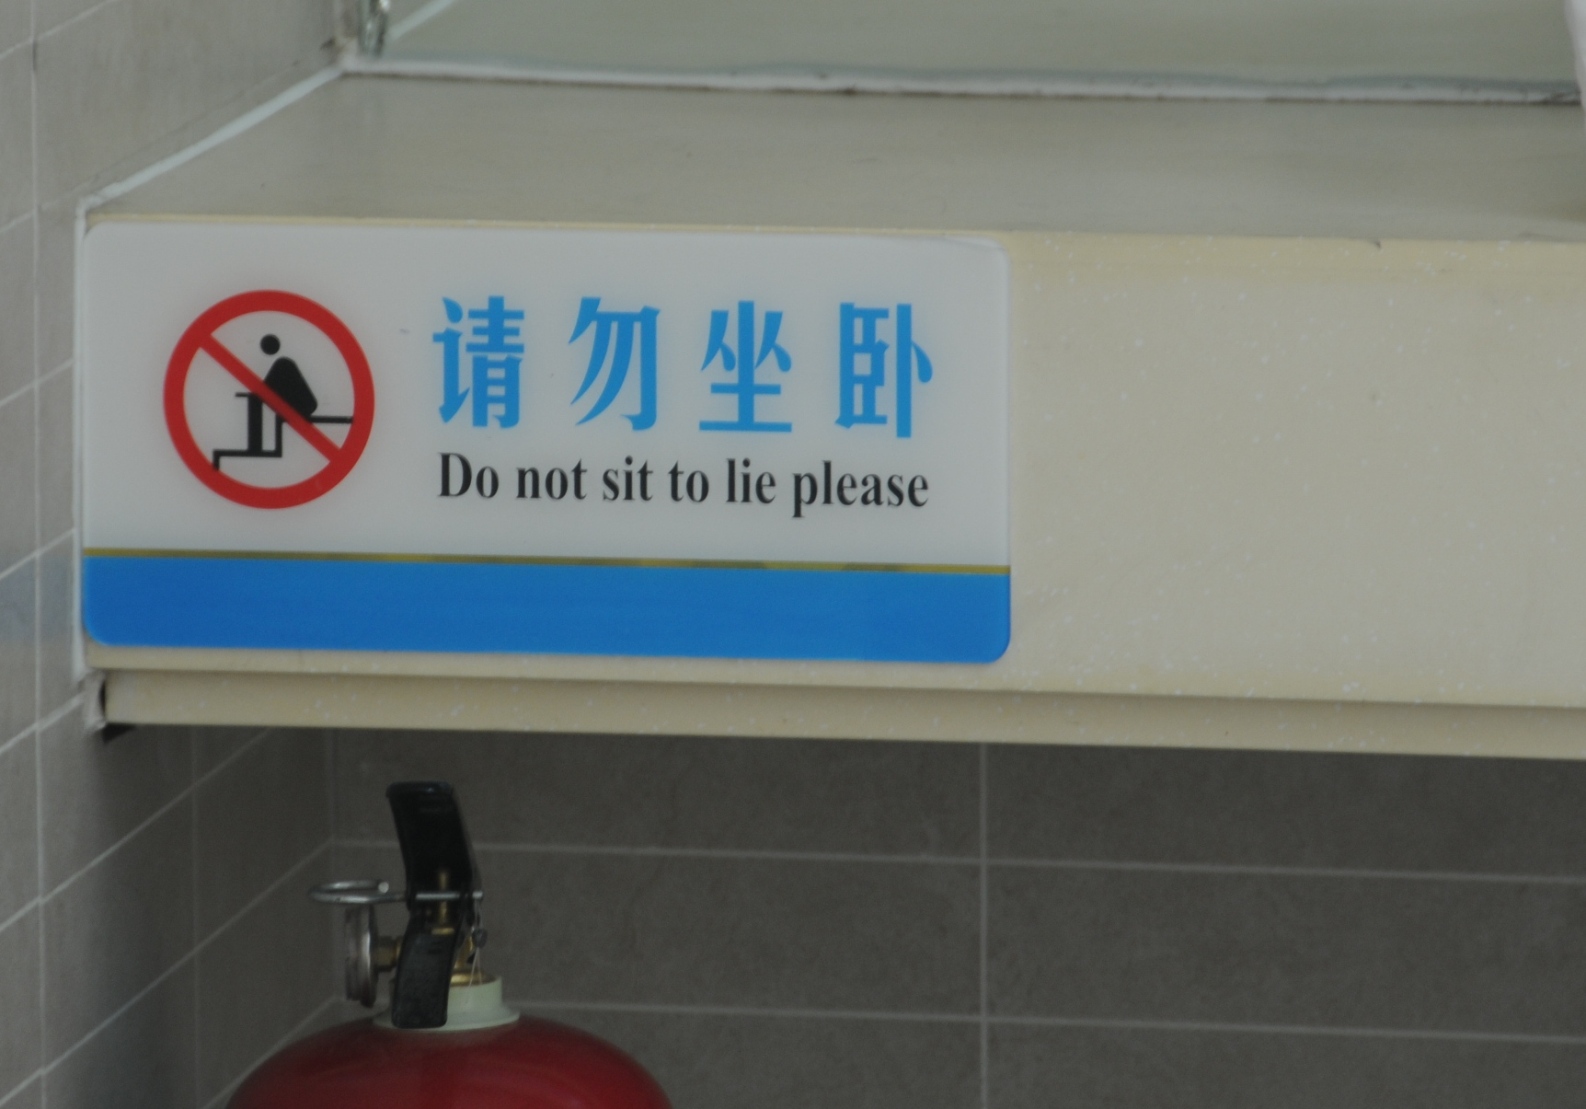 请勿坐卧
Do not sit to lie please